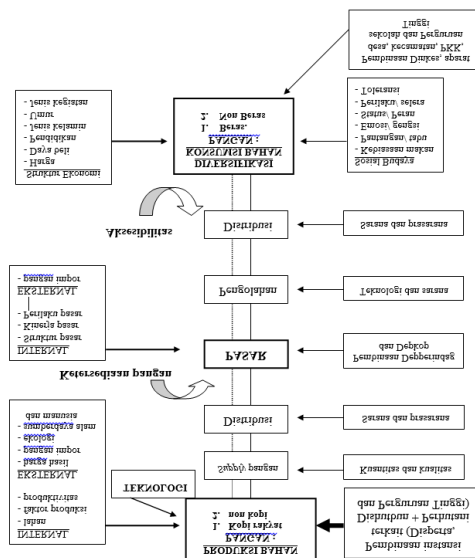 PRODUKSI BAHAN
PANGAN :
1. Kopi rakyat
2. non kopi
Pembinaan instansi
terkait (Disperta,
Dishutbun + Perhutani
dan Perguruan Tinggi)
INTERNAL
- lahan
- faktor produksi
- produktivitas
EKSTERNAL
- harga hasil
- pangan impor
- ekologi
- sumberdaya alam
dan manusia
TEKNOLOGI
Supply pangan
Kuantitas dan kualitas
Distribusi
Sarana dan prasarana
Ketersediaan pangan
INTERNAL
- Struktur pasar
- Kinerja pasar
- Perilaku pasar
EKSTERNAL
- pangan impor
PASAR
Pembinaan Depperindag
dan Depkop
Pengolahan
Teknologi dan sarana
Distribusi
Sarana dan prasarana
Aksesibilitas
Struktur Ekonomi
- Harga
- Daya beli
- Pendidikan
- Jenis kelamin
- Umur
- Jenis kegiatan
DIVERSIFIKASI
KONSUMSI BAHAN
PANGAN :
1. Beras.
2. Non Beras
Sosial Budaya
- Kebiasaan makan
- Pantangan/ tabu
- Emosi/ gengsi
- Status/ Peran
- Perilaku/ selera
- Toleransi
Pembinaan Dinkes, aparat
desa, kecamatan, PKK,
sekolah dan Perguruan
Tinggi